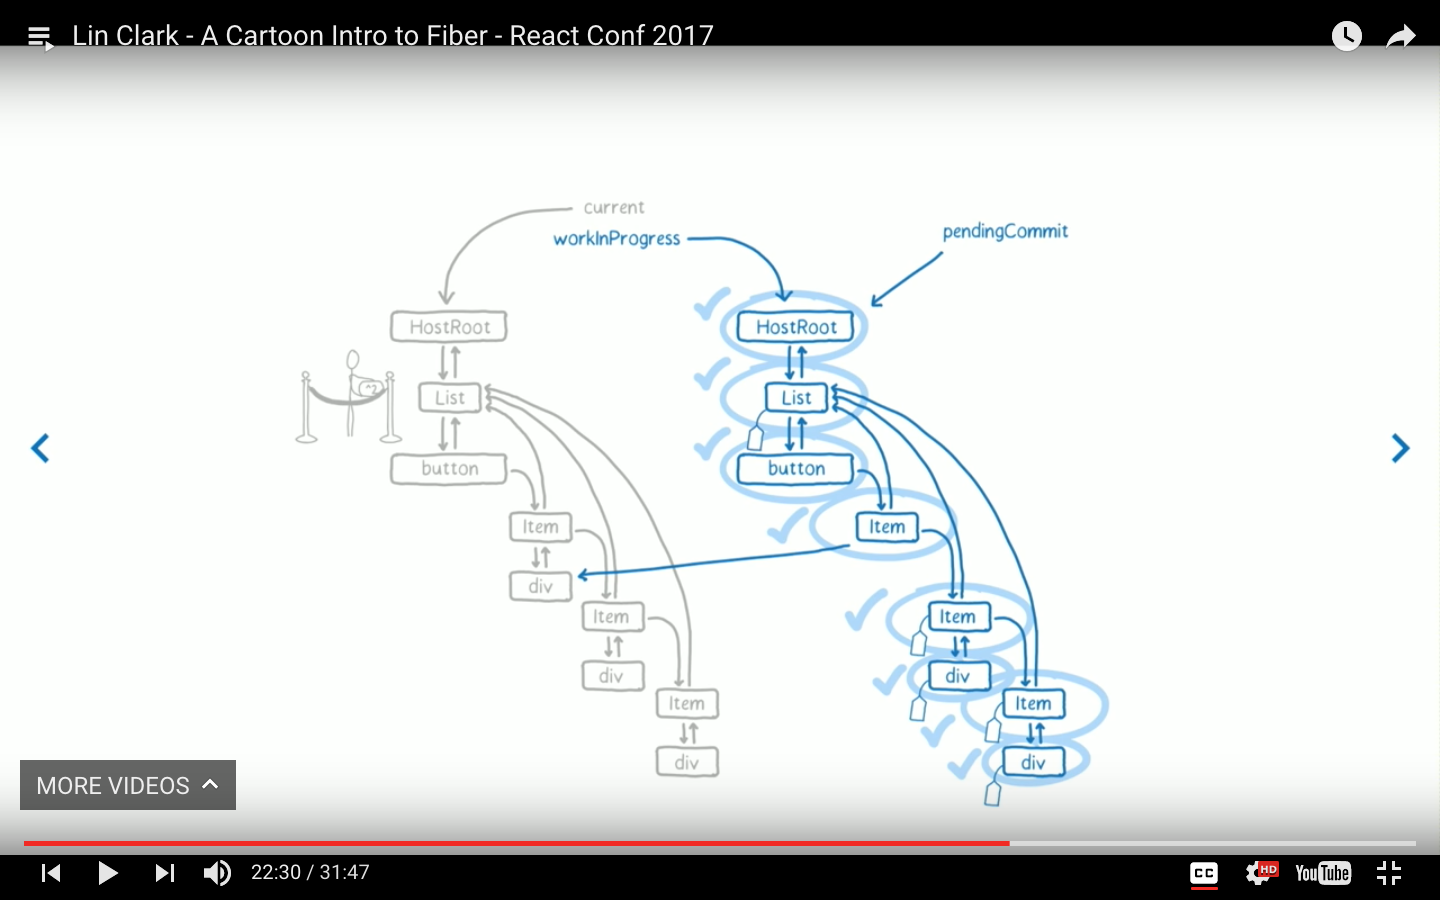 Lin Clark - A Cartoon Intro to Fiber - React Conf 2017
current
workInProgress
pendingCommit
HostRoot
HostRoot
^2
List
List
button
button
Item
Item
div
Item
Item
div
div
Item
Item
div
div
MORE VIDEOS
22:30 / 31:47
CC
HD
YouTube